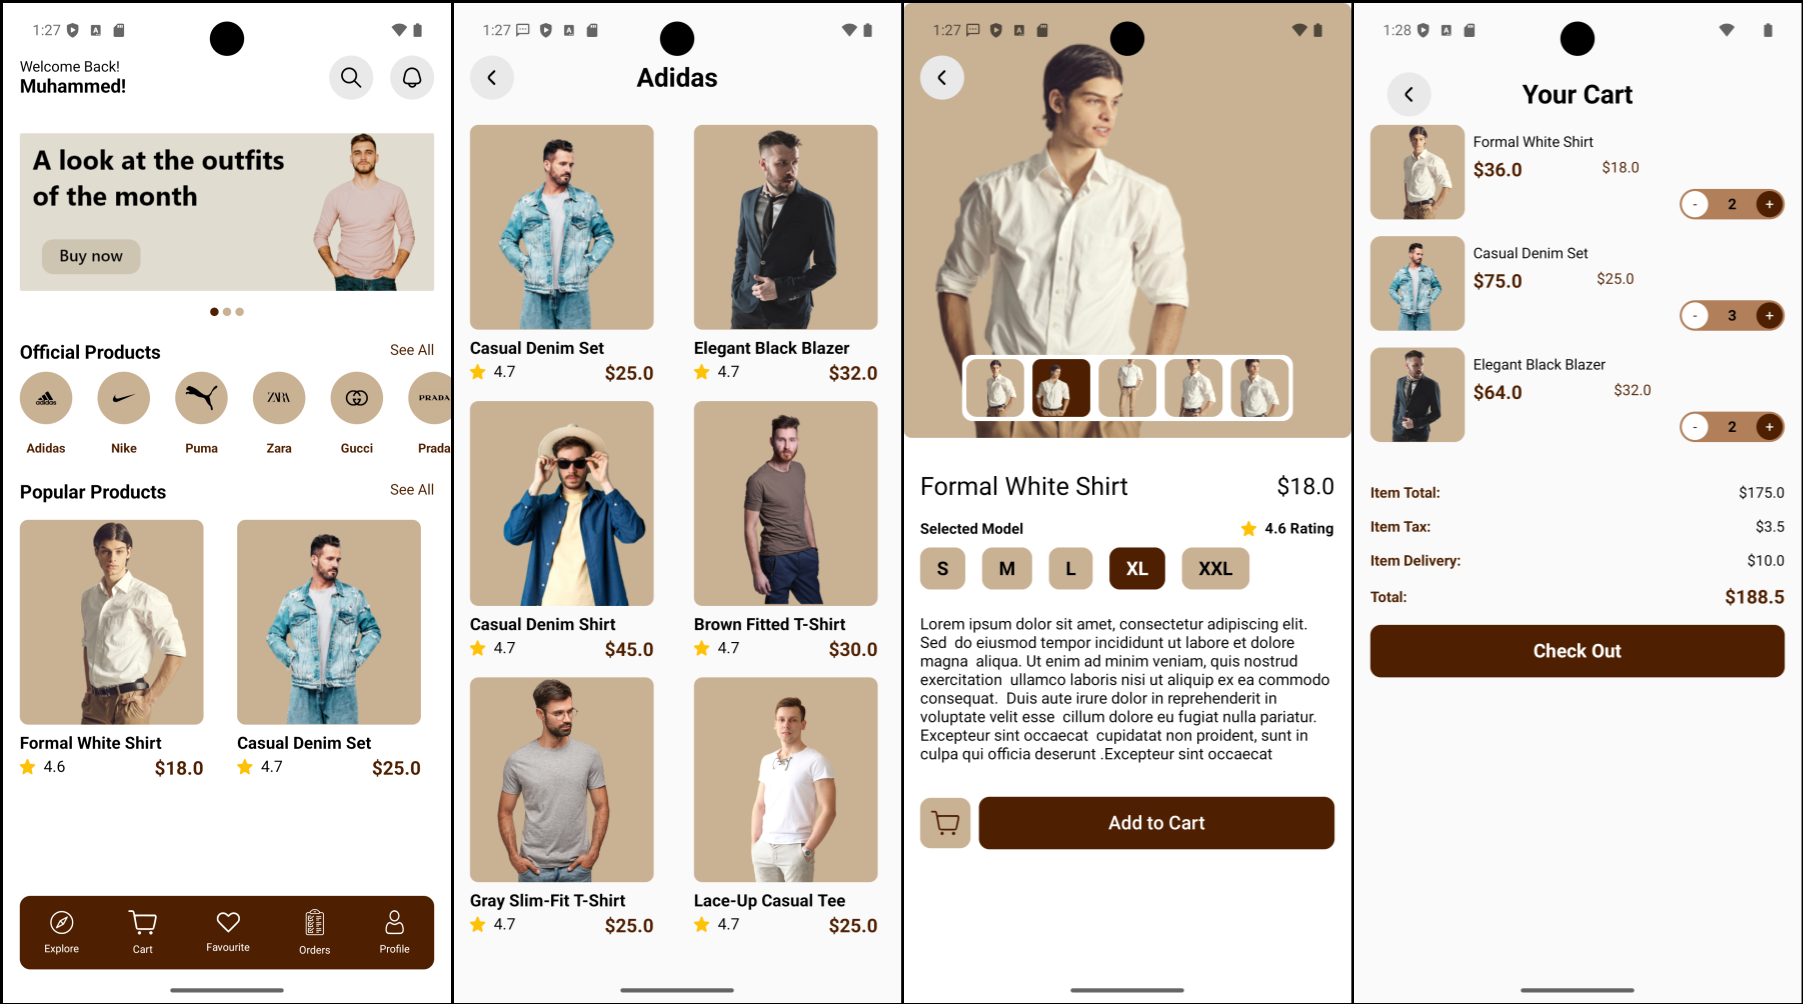 1:27
Welcome Back!
Muhammed!
A look at the outfits
of the month
Buy now
Official Products
See All
adidas
ZARA
PRADA
Adidas
Nike
Puma
Zara
Gucci
Prada
Popular Products
See All
Formal White Shirt
4.6
$18.0
Casual Denim Set
4.7
$25.0
Explore
Cart
Favourite
Orders
Profile
1:27
Adidas
Casual Denim Set
4.7
$25.0
Elegant Black Blazer
4.7
$32.0
Casual Denim Shirt
4.7
$45.0
Brown Fitted T-Shirt
4.7
$30.0
Gray Slim-Fit T-Shirt
4.7
$25.0
Lace-Up Casual Tee
4.7
$25.0
1:27
Formal White Shirt
$18.0
Selected Model
4.6 Rating
S
M
L
XL
XXL
Lorem ipsum dolor sit amet, consectetur adipiscing elit.
Sed  do eiusmod tempor incididunt ut labore et dolore
magna  aliqua. Ut enim ad minim veniam, quis nostrud
exercitation  ullamco laboris nisi ut aliquip ex ea commodo
consequat.  Duis aute irure dolor in reprehenderit in
voluptate velit esse  cillum dolore eu fugiat nulla pariatur.
Excepteur sint occaecat  cupidatat non proident, sunt in
culpa qui officia deserunt .Excepteur sint occaecat
Add to Cart
1:28
Your Cart
Formal White Shirt
$36.0
$18.0
- 2 +
Casual Denim Set
$75.0
$25.0
- 3 +
Elegant Black Blazer
$64.0
$32.0
- 2 +
Item Total:
$175.0
Item Tax:
$3.5
Item Delivery:
$10.0
Total:
$188.5
Check Out